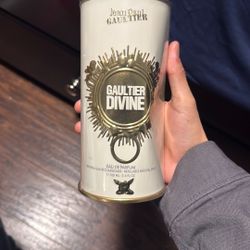 Jean Paul
GAULTIER
GAULTIER
DIVINE
EAU DE PARFUM